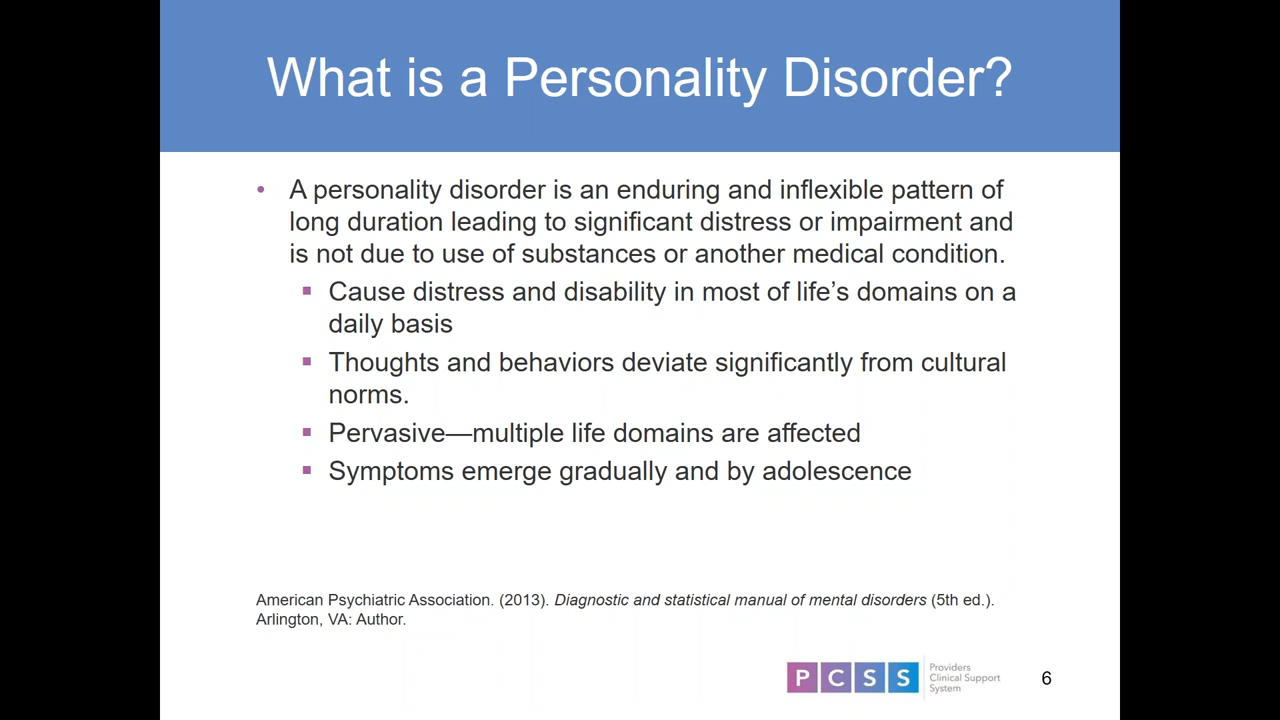 What is a Personality Disorder?
• A personality disorder is an enduring and inflexible pattern of
long duration leading to significant distress or impairment and
is not due to use of substances or another medical condition.
▪ Cause distress and disability in most of life’s domains on a
daily basis
▪ Thoughts and behaviors deviate significantly from cultural
norms.
▪ Pervasive—multiple life domains are affected
▪ Symptoms emerge gradually and by adolescence
American Psychiatric Association. (2013). Diagnostic and statistical manual of mental disorders (5th ed.).
Arlington, VA: Author.
PCSS
Providers
Clinical Support
System
6